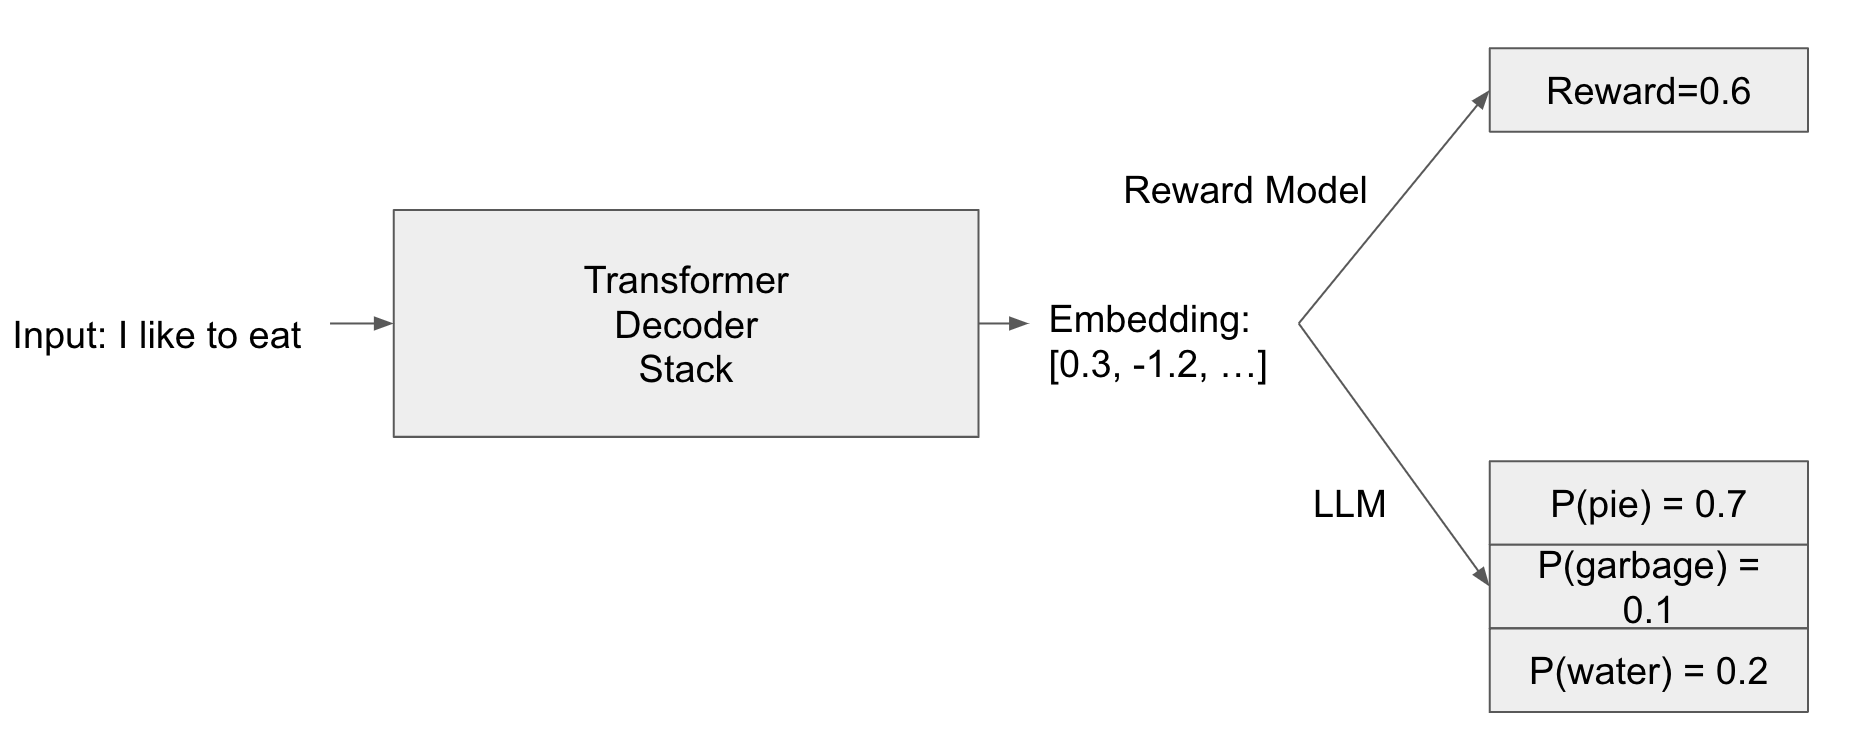 Input: I like to eat
Transformer
Decoder
Stack
Embedding:
[0.3, -1.2, …]
Reward Model
Reward=0.6
LLM
P(pie) = 0.7
P(garbage) =
0.1
P(water) = 0.2